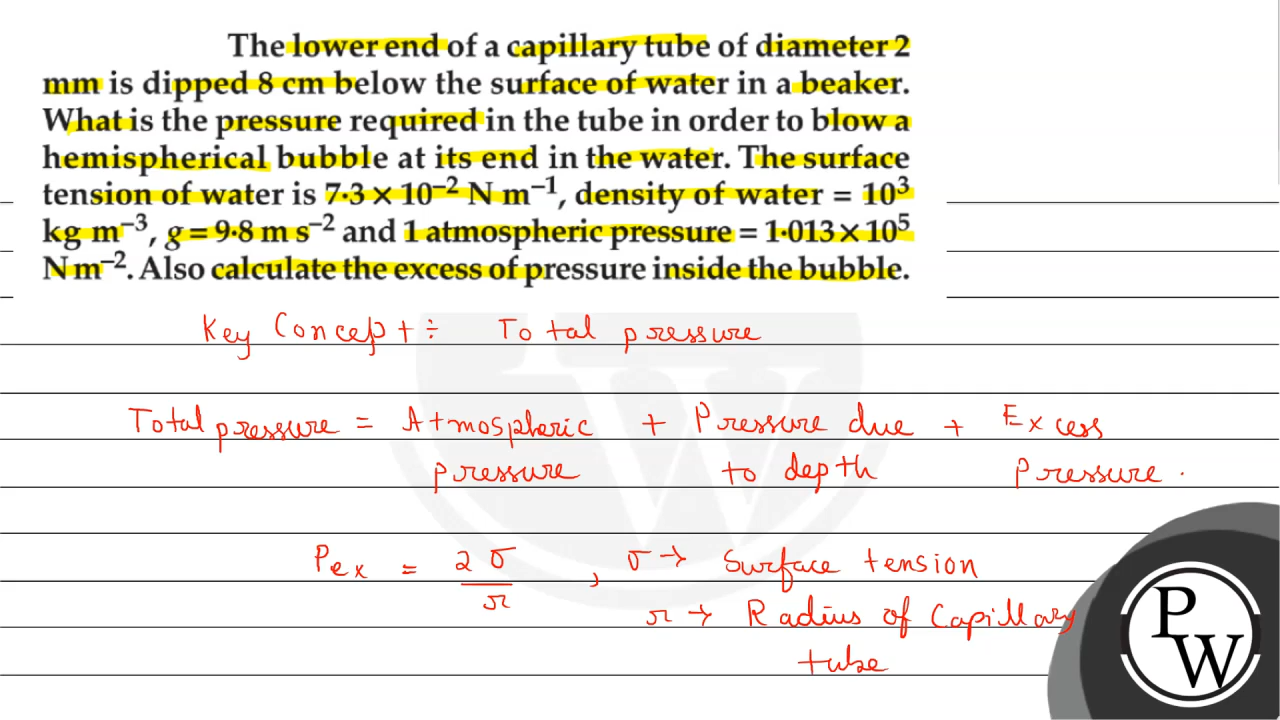 The lower end of a capillary tube of diameter 2
mm is dipped 8 cm below the surface of water in a beaker.
What is the pressure required in the tube in order to blow a
hemispherical bubble at its end in the water. The surface
tension of water is 7·3 × 10⁻² N m⁻¹, density of water = 10³
kg m⁻³, g = 9·8 m s⁻² and 1 atmospheric pressure = 1·013 × 10⁵
N m⁻². Also calculate the excess of pressure inside the bubble.
Key Concept ÷ Total pressure
Total pressure = Atmospheric pressure + Pressure due to depth + Excess Pressure.
Pex = 2σ/r , σ → Surface tension
r → Radius of Capillary
tube
P
W